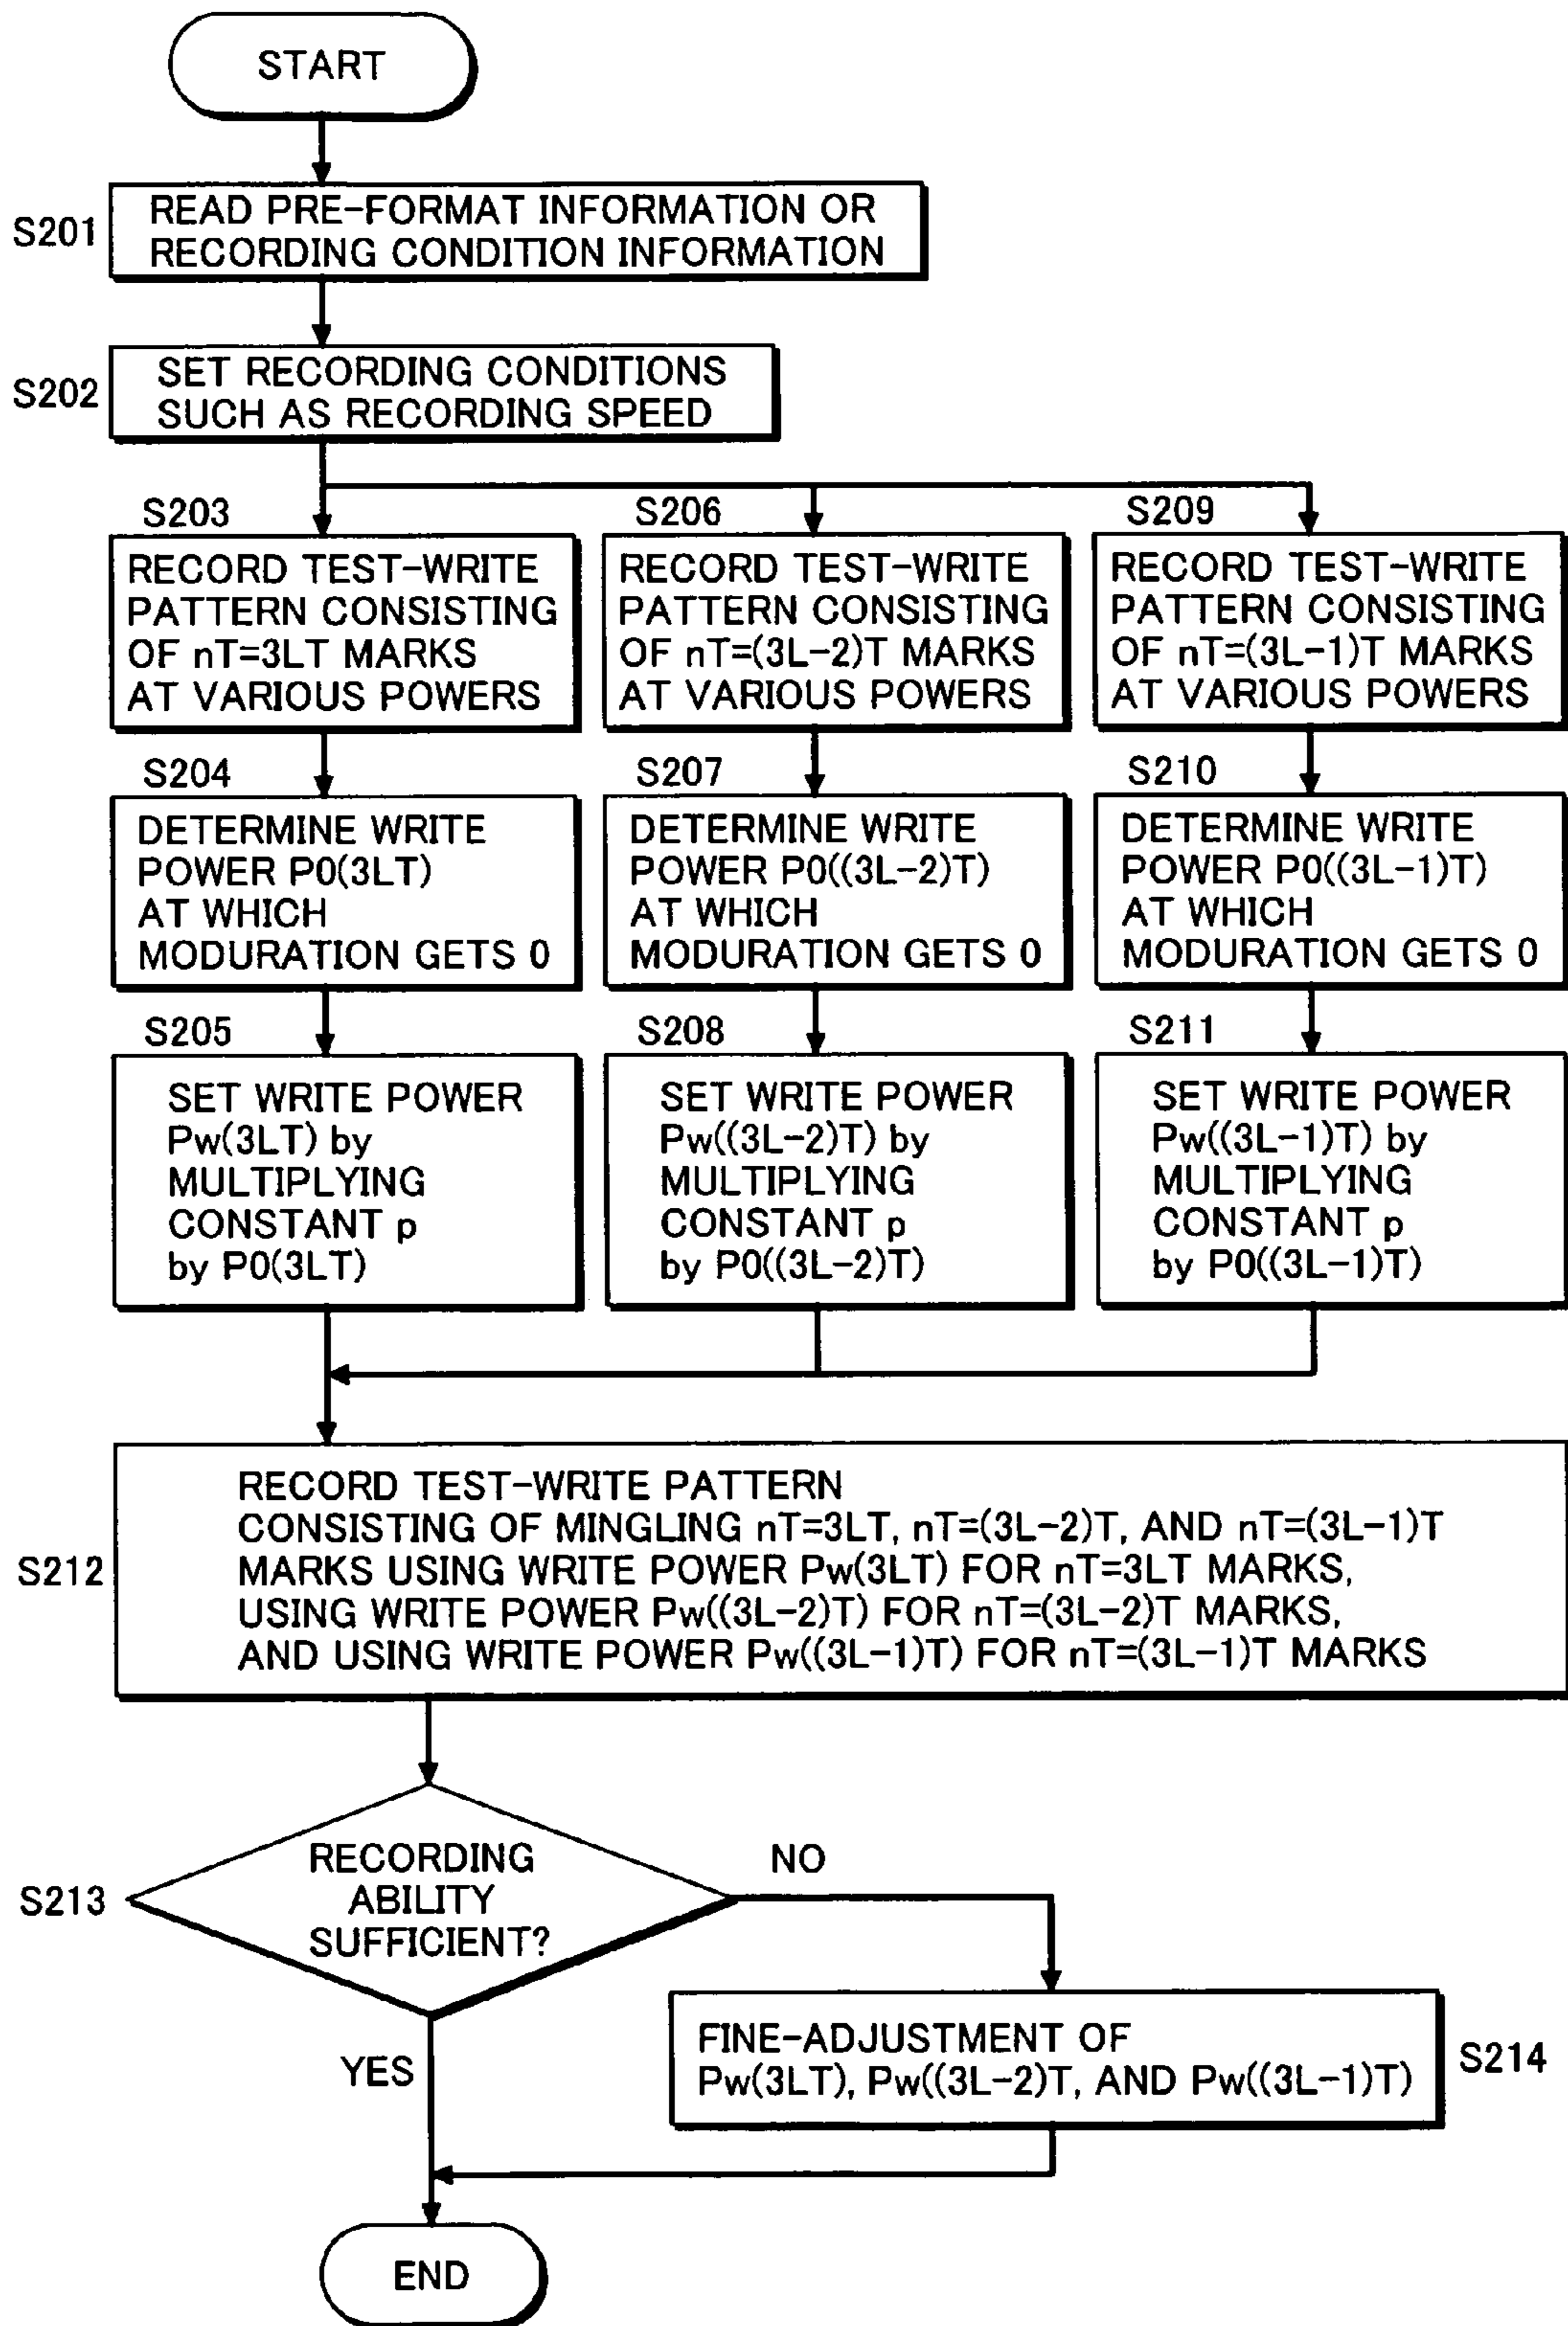 START
S201
READ PRE-FORMAT INFORMATION OR
RECORDING CONDITION INFORMATION
S202
SET RECORDING CONDITIONS
SUCH AS RECORDING SPEED
S203
RECORD TEST-WRITE
PATTERN CONSISTING
OF nT=3LT MARKS
AT VARIOUS POWERS
S204
DETERMINE WRITE
POWER P0(3LT)
AT WHICH
MODURATION GETS 0
S205
SET WRITE POWER
Pw(3LT) by
MULTIPLYING
CONSTANT p
by P0(3LT)
S206
RECORD TEST-WRITE
PATTERN CONSISTING
OF nT=(3L-2)T MARKS
AT VARIOUS POWERS
S207
DETERMINE WRITE
POWER P0((3L-2)T)
AT WHICH
MODURATION GETS 0
S208
SET WRITE POWER
Pw((3L-2)T) by
MULTIPLYING
CONSTANT p
by P0((3L-2)T)
S209
RECORD TEST-WRITE
PATTERN CONSISTING
OF nT=(3L-1)T MARKS
AT VARIOUS POWERS
S210
DETERMINE WRITE
POWER P0((3L-1)T)
AT WHICH
MODURATION GETS 0
S211
SET WRITE POWER
Pw((3L-1)T) by
MULTIPLYING
CONSTANT p
by P0((3L-1)T)
S212
RECORD TEST-WRITE PATTERN
CONSISTING OF MINGLING nT=3LT, nT=(3L-2)T, AND nT=(3L-1)T
MARKS USING WRITE POWER Pw(3LT) FOR nT=3LT MARKS,
USING WRITE POWER Pw((3L-2)T) FOR nT=(3L-2)T MARKS,
AND USING WRITE POWER Pw((3L-1)T) FOR nT=(3L-1)T MARKS
S213
RECORDING
ABILITY
SUFFICIENT?
NO
YES
FINE-ADJUSTMENT OF
Pw(3LT), Pw((3L-2)T, AND Pw((3L-1)T)
S214
END